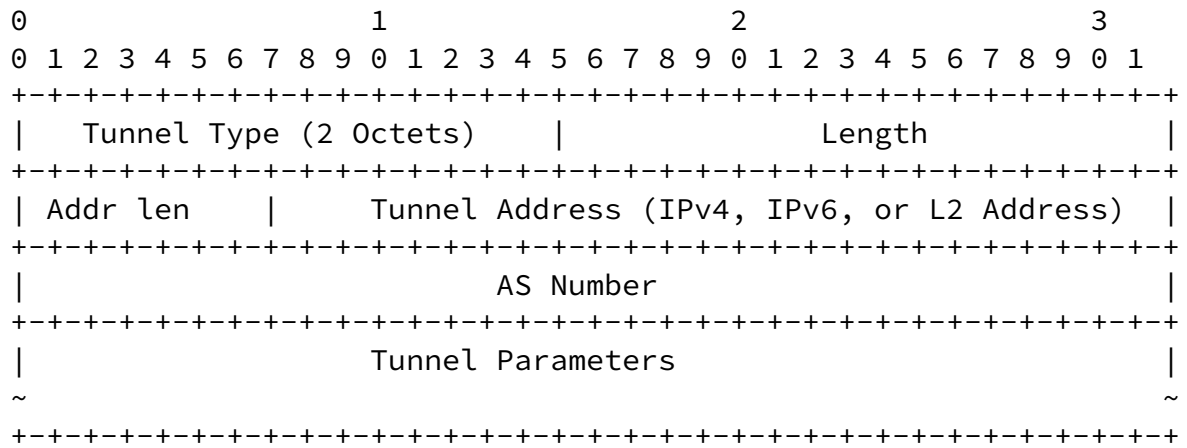 0                   1                   2                   3
0 1 2 3 4 5 6 7 8 9 0 1 2 3 4 5 6 7 8 9 0 1 2 3 4 5 6 7 8 9 0 1
+-+-+-+-+-+-+-+-+-+-+-+-+-+-+-+-+-+-+-+-+-+-+-+-+-+-+-+-+-+-+-+-+
|   Tunnel Type (2 Octets)    |              Length             |
+-+-+-+-+-+-+-+-+-+-+-+-+-+-+-+-+-+-+-+-+-+-+-+-+-+-+-+-+-+-+-+-+
| Addr len    |     Tunnel Address (IPv4, IPv6, or L2 Address)  |
+-+-+-+-+-+-+-+-+-+-+-+-+-+-+-+-+-+-+-+-+-+-+-+-+-+-+-+-+-+-+-+-+
|                          AS Number                            |
+-+-+-+-+-+-+-+-+-+-+-+-+-+-+-+-+-+-+-+-+-+-+-+-+-+-+-+-+-+-+-+-+
|                   Tunnel Parameters                           |
~                                                               ~
+-+-+-+-+-+-+-+-+-+-+-+-+-+-+-+-+-+-+-+-+-+-+-+-+-+-+-+-+-+-+-+-+